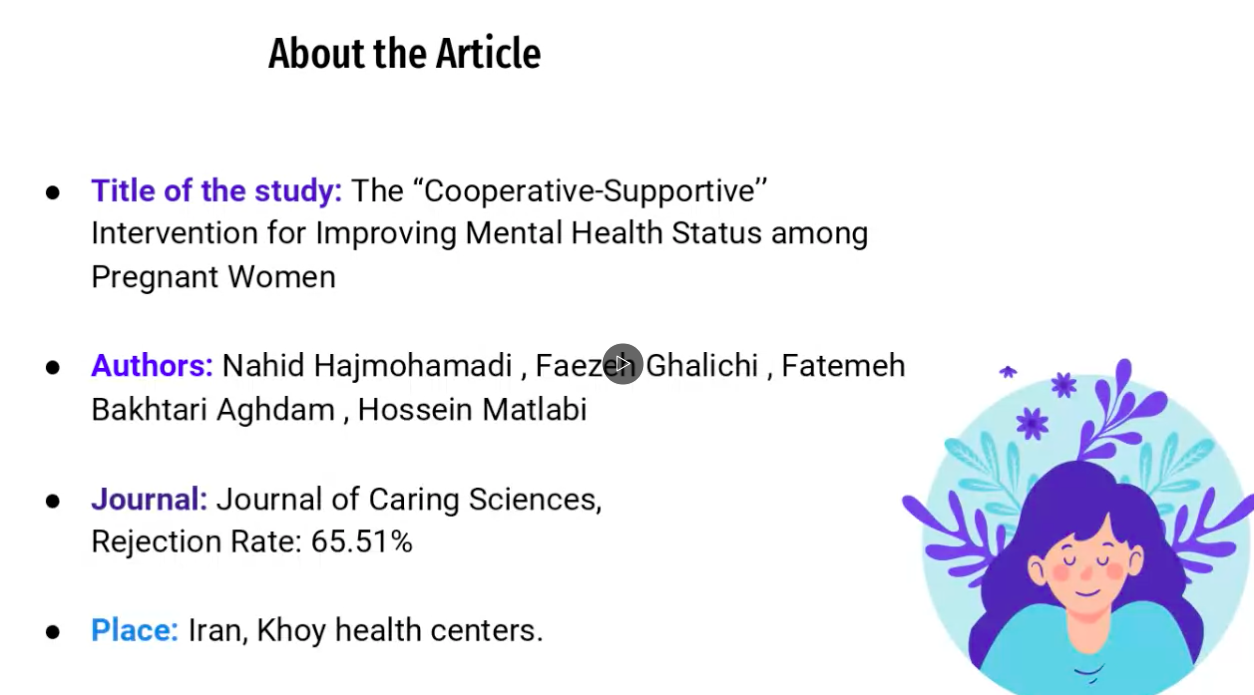 About the Article
● Title of the study: The “Cooperative-Supportive’’
Intervention for Improving Mental Health Status among
Pregnant Women
● Authors: Nahid Hajmohamadi , Faezeh Ghalichi , Fatemeh
Bakhtari Aghdam , Hossein Matlabi
● Journal: Journal of Caring Sciences,
Rejection Rate: 65.51%
● Place: Iran, Khoy health centers.